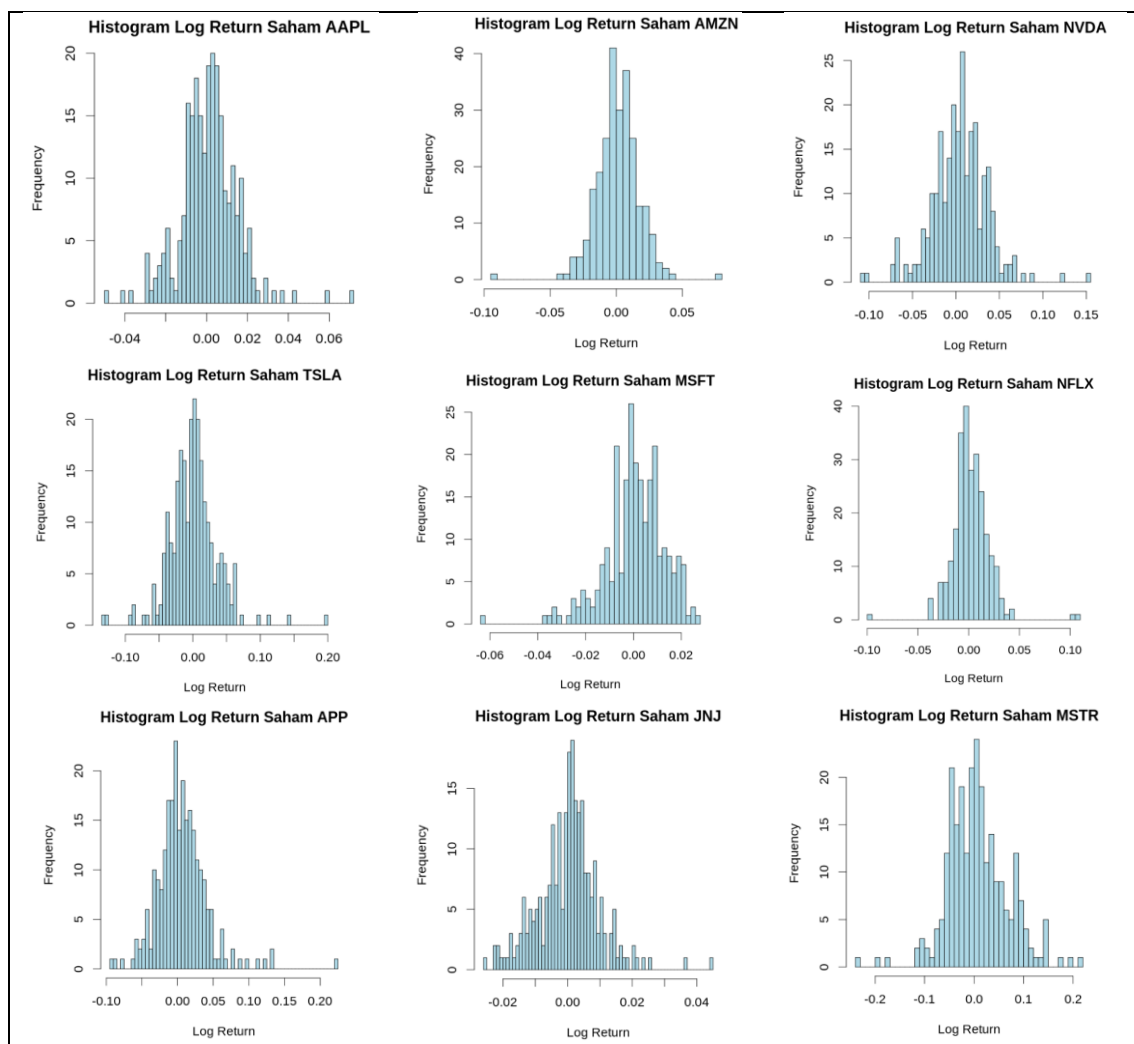 Histogram Log Return Saham AAPL
Frequency
20
15
10
5
0
-0.04 0.00 0.02 0.04 0.06
Histogram Log Return Saham AMZN
Frequency
40
30
20
10
0
-0.10 -0.05 0.00 0.05
Log Return
Histogram Log Return Saham NVDA
Frequency
25
20
15
10
5
0
-0.10 -0.05 0.00 0.05 0.10 0.15
Log Return
Histogram Log Return Saham TSLA
Frequency
20
15
10
5
0
-0.10 0.00 0.10 0.20
Log Return
Histogram Log Return Saham MSFT
Frequency
25
20
15
10
5
0
-0.06 -0.04 -0.02 0.00 0.02
Log Return
Histogram Log Return Saham NFLX
Frequency
40
30
20
10
0
-0.10 -0.05 0.00 0.05 0.10
Log Return
Histogram Log Return Saham APP
Frequency
20
15
10
5
0
-0.10 0.00 0.05 0.10 0.20
Log Return
Histogram Log Return Saham JNJ
Frequency
15
10
5
0
-0.02 0.00 0.02 0.04
Log Return
Histogram Log Return Saham MSTR
Frequency
20
15
10
5
0
-0.2 -0.1 0.0 0.1 0.2
Log Return